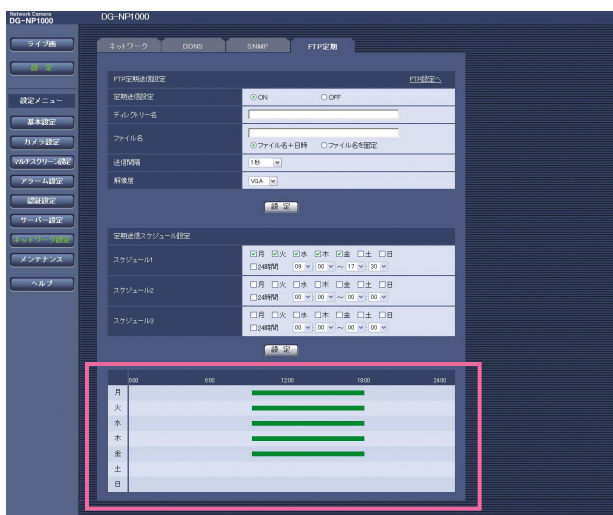 Network Camera
DG-NP1000
DG-NP1000
ライブ画
設 定
設定メニュー
基本設定
カメラ設定
マルチスクリーン設定
アラーム設定
認証設定
サーバー設定
ネットワーク設定
メンテナンス
ヘルプ
ネットワーク DDNS SNMP FTP定期
FTP定期送信設定 FTP設定へ
定期送信設定 ON OFF
ディレクトリー名
ファイル名
ファイル名+日時 ファイル名を固定
送信間隔 1秒
解像度 VGA
設 定
定期送信スケジュール設定
スケジュール1 月 火 水 木 金 土 日
24時間 09 : 00 ~ 17 : 30
スケジュール2 月 火 水 木 金 土 日
24時間 00 : 00 ~ 00 : 00
スケジュール3 月 火 水 木 金 土 日
24時間 00 : 00 ~ 00 : 00
設 定
0:00 6:00 12:00 18:00 24:00
月
火
水
木
金
土
日